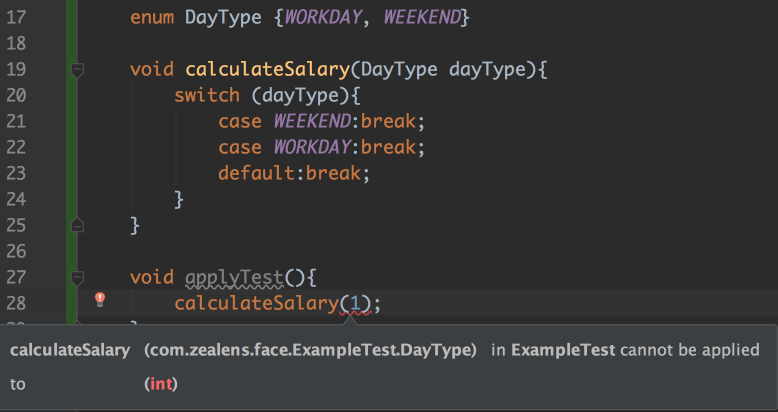 17 enum DayType {WORKDAY, WEEKEND}
18
19 void calculateSalary(DayType dayType){
20 switch (dayType){
21 case WEEKEND:break;
22 case WORKDAY:break;
23 default:break;
24 }
25 }
26
27 void applyTest(){
28 calculateSalary(1);
calculateSalary (com.zealens.face.ExampleTest.DayType) in ExampleTest cannot be applied
to (int)